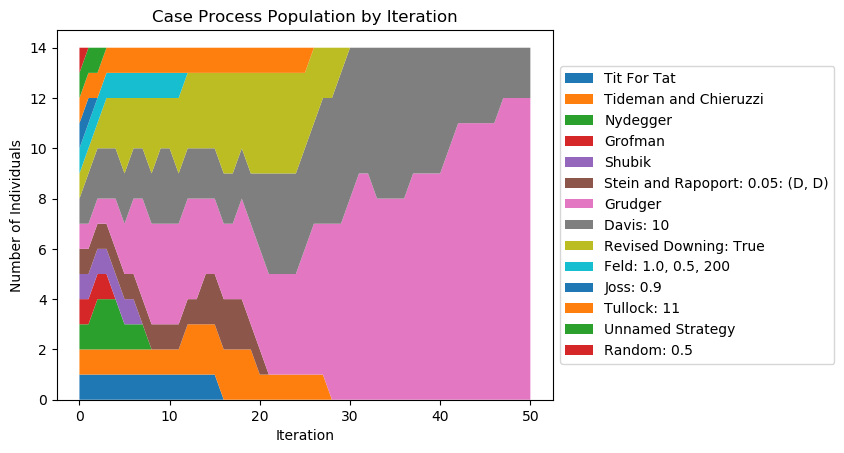 Case Process Population by Iteration
Number of Individuals
14
12
10
8
6
4
2
0
0 10 20 30 40 50
Iteration
Tit For Tat
Tideman and Chieruzzi
Nydegger
Grofman
Shubik
Stein and Rapoport: 0.05: (D, D)
Grudger
Davis: 10
Revised Downing: True
Feld: 1.0, 0.5, 200
Joss: 0.9
Tullock: 11
Unnamed Strategy
Random: 0.5